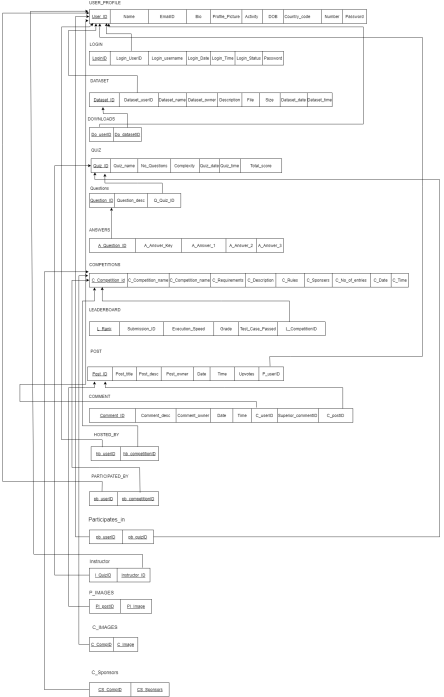 USER_PROFILE
User_ID Name EmailID Bio Profile_Picture Activity DOB Country_code Number Password
LOGIN
LoginID Login_UserID Login_username Login_Date Login_Time Login_Status Password
DATASET
Dataset_ID Dataset_userID Dataset_name Dataset_owner Description File Size Dataset_date Dataset_time
DOWNLOADS
Do_userID Do_datasetID
QUIZ
Quiz_ID Quiz_name No_Questions Complexity Quiz_date Quiz_time Total_score
Questions
Question_ID Question_desc Q_Quiz_ID
ANSWERS
A_Question_ID A_Answer_Key A_Answer_1 A_Answer_2 A_Answer_3
COMPETITIONS
C_Competition_id C_Competition_name C_Competition_name C_Requirements C_Description C_Rules C_Sponsors C_No_of_entries C_Date C_Time
LEADERBOARD
L_Rank Submission_ID Execution_Speed Grade Test_Case_Passed L_CompetitionID
POST
Post_ID Post_title Post_desc Post_owner Date Time Upvotes P_userID
COMMENT
Comment_ID Comment_desc Comment_owner Date Time C_userID Superior_commentID C_postID
HOSTED_BY
Ho_userID Ho_competitionID
PARTICIPATED_BY
pb_userID pb_competitionID
Participates_in
pb_userID pb_quizID
Instructor
I_QuizID Instructor_ID
P_IMAGES
PI_postID PI_image
C_IMAGES
C_CompID C_image
C_Sponsors
CS_CompID CS_Sponsors